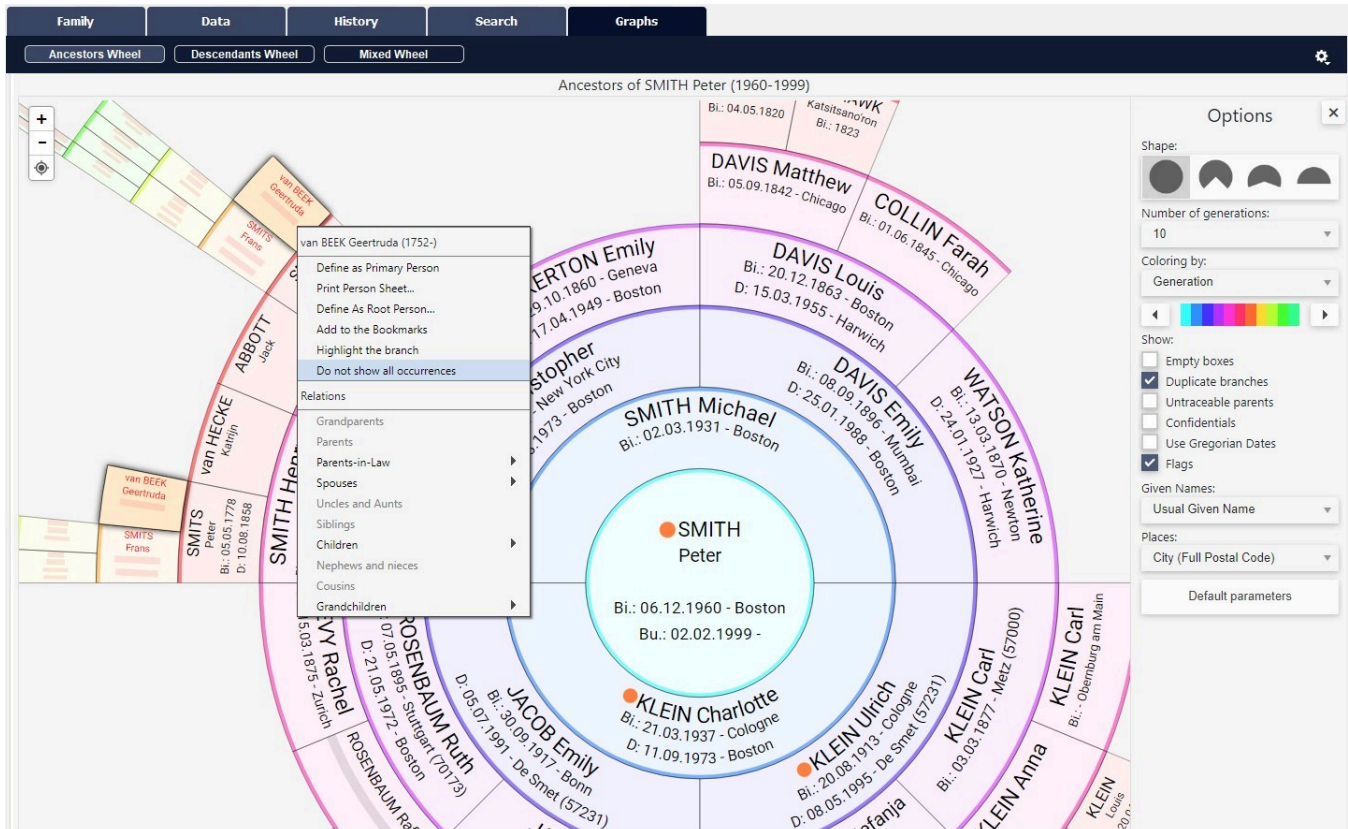 Family
Data
History
Search
Graphs
Ancestors Wheel
Descendants Wheel
Mixed Wheel
Ancestors of SMITH Peter (1960-1999)
+
−
van BEEK
Geertruda
SMITS
Frans
ABBOTT
Jack
van HECKE
Katrijn
van BEEK
Geertruda
SMITS
Frans
SMITS
Peter
Bi.: 05.05.1778
D: 10.08.1858
van BEEK Geertruda (1752-)
Define as Primary Person
Print Person Sheet...
Define As Root Person...
Add to the Bookmarks
Highlight the branch
Do not show all occurrences
Relations
Grandparents
Parents
Parents-in-Law
Spouses
Uncles and Aunts
Siblings
Children
Nephews and nieces
Cousins
Grandchildren
Bi.: 04.05.1820
Katsitsano'ron
Bi.: 1823
DAVIS Matthew
Bi.: 05.09.1842 - Chicago
COLLIN Farah
Bi.: 01.06.1845 - Chicago
Emily
10.1860 - Geneva
17.04.1949 - Boston
DAVIS Louis
Bi.: 20.12.1863 - Boston
D: 15.03.1955 - Harwich
New York City
1973 - Boston
DAVIS Emily
Bi.: 08.09.1896 - Mumbai
D: 25.01.1988 - Boston
WATSON Katherine
Bi.: 13.03.1870 - Newton
D: 24.01.1927 - Harwich
SMITH Michael
Bi.: 02.03.1931 - Boston
SMITH
SMITH
Peter
Bi.: 06.12.1960 - Boston
Bu.: 02.02.1999 -
KLEIN Charlotte
Bi.: 21.03.1937 - Cologne
D: 11.09.1973 - Boston
Rachel
03.1875 - Zurich
ROSENBAUM Ruth
07.05.1895 - Stuttgart (70173)
D: 21.05.1972 - Boston
JACOB Emily
Bi.: 30.09.1917 - Bonn
D: 05.07.1991 - De Smet (57231)
ROSENBAUM
KLEIN Ulrich
Bi.: 20.08.1913 - Cologne
D: 08.05.1995 - De Smet (57231)
KLEIN Carl
Bi.: 03.03.1877 - Metz (57000)
KLEIN Carl
Bi.: - Obernburg am Main
KLEIN Anna
KLEIN
Louis
Options
Shape:
Number of generations:
10
Coloring by:
Generation
Show:
Empty boxes
Duplicate branches
Untraceable parents
Confidentials
Use Gregorian Dates
Flags
Given Names:
Usual Given Name
Places:
City (Full Postal Code)
Default parameters